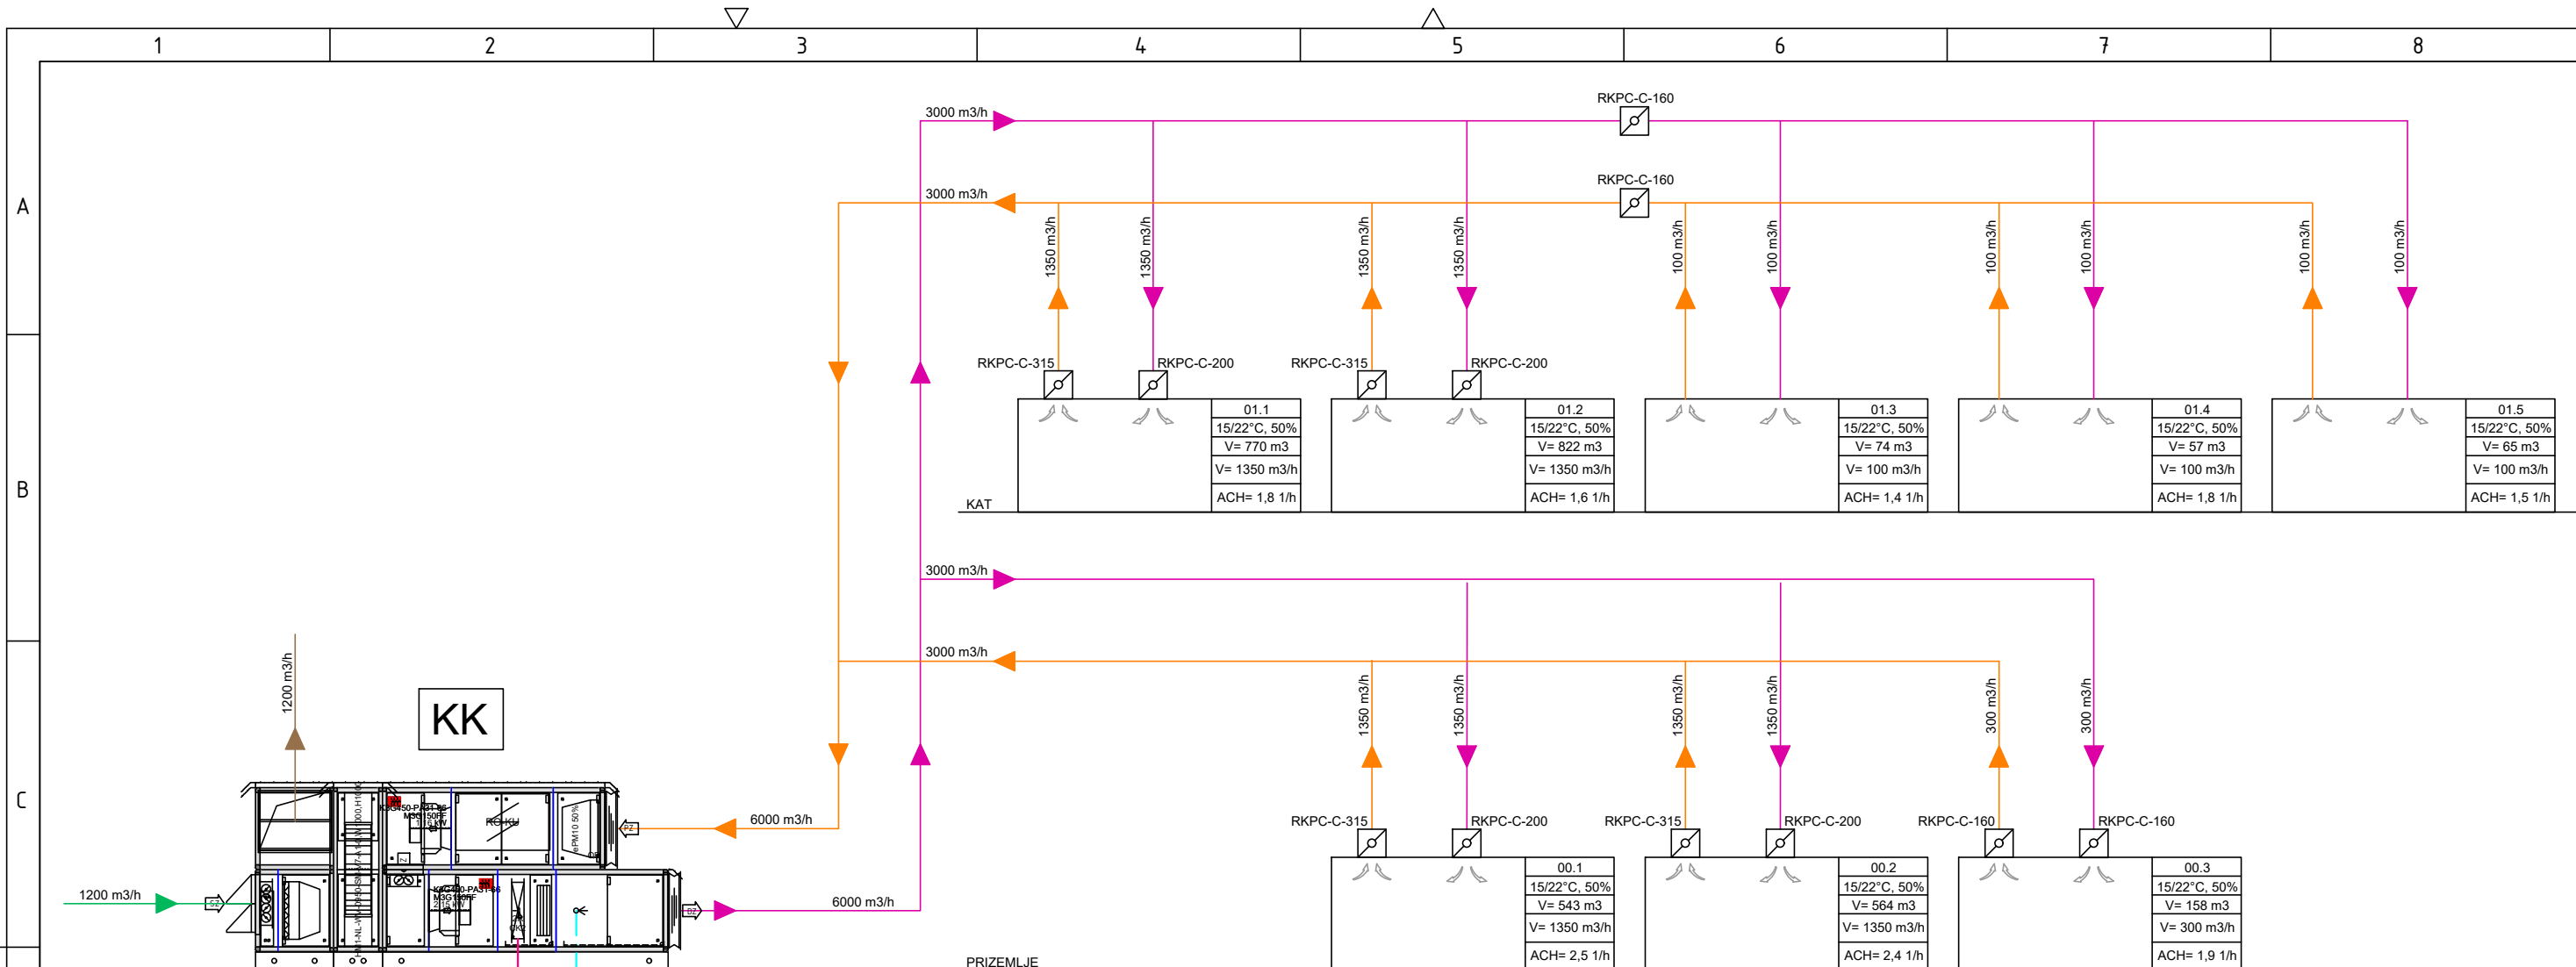 1 2 3 4 5 6 7 8
A
B
C
RKPC-C-160
3000 m3/h
RKPC-C-160
3000 m3/h
1350 m3/h 1350 m3/h 1350 m3/h 1350 m3/h 100 m3/h 100 m3/h 100 m3/h 100 m3/h 100 m3/h 100 m3/h
RKPC-C-315 RKPC-C-200 RKPC-C-315 RKPC-C-200
01.1
15/22°C, 50%
V= 770 m3
V= 1350 m3/h
ACH= 1,8 1/h
01.2
15/22°C, 50%
V= 822 m3
V= 1350 m3/h
ACH= 1,6 1/h
01.3
15/22°C, 50%
V= 74 m3
V= 100 m3/h
ACH= 1,4 1/h
01.4
15/22°C, 50%
V= 57 m3
V= 100 m3/h
ACH= 1,8 1/h
01.5
15/22°C, 50%
V= 65 m3
V= 100 m3/h
ACH= 1,5 1/h
KAT
3000 m3/h
3000 m3/h
1200 m3/h
KK
1350 m3/h 1350 m3/h 1350 m3/h 1350 m3/h 300 m3/h 300 m3/h
6000 m3/h
ePM10 50%
1200 m3/h
6000 m3/h
RKPC-C-315 RKPC-C-200 RKPC-C-315 RKPC-C-200 RKPC-C-160 RKPC-C-160
00.1
15/22°C, 50%
V= 543 m3
V= 1350 m3/h
ACH= 2,5 1/h
00.2
15/22°C, 50%
V= 564 m3
V= 1350 m3/h
ACH= 2,4 1/h
00.3
15/22°C, 50%
V= 158 m3
V= 300 m3/h
ACH= 1,9 1/h
PRIZEMLJE